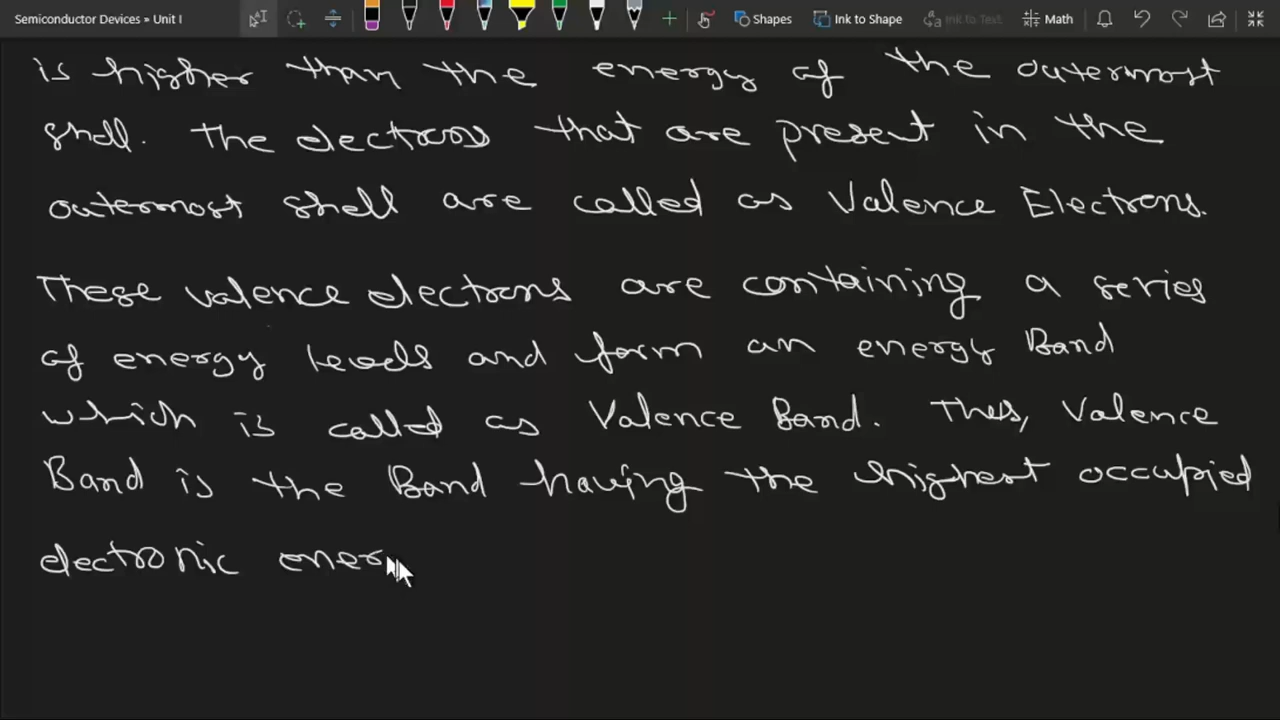 Semiconductor Devices » Unit I
Shapes Ink to Shape Ink to Text Math
is higher than the energy of the outermost
shell. The electrons that are present in the
outermost shell are called as Valence Electrons.
These valence electrons are containing a series
of energy levels and form an energy Band
which is called as Valence Band. Thus, Valence
Band is the Band having the highest occupied
electronic ener